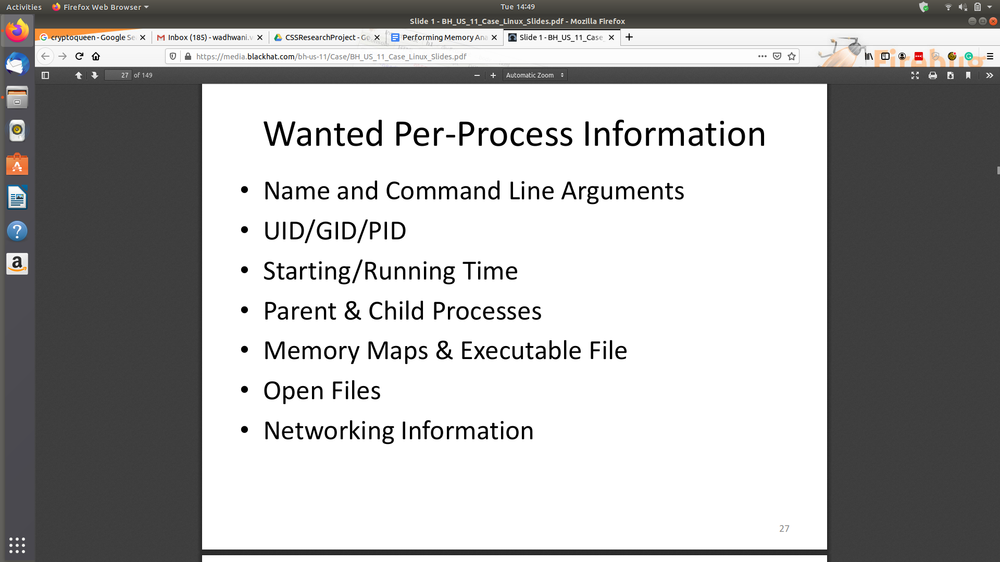 Activities Firefox Web Browser Tue 14:49
Slide 1 - BH_US_11_Case_Linux_Slides.pdf - Mozilla Firefox
cryptoqueen - Google Se Inbox (185) - wadhwani.v CSSResearchProject - Go Performing Memory Ana Slide 1 - BH_US_11_Case_
https://media.blackhat.com/bh-us-11/Case/BH_US_11_Case_Linux_Slides.pdf
27 of 149 Automatic Zoom
Wanted Per-Process Information
• Name and Command Line Arguments
• UID/GID/PID
• Starting/Running Time
• Parent & Child Processes
• Memory Maps & Executable File
• Open Files
• Networking Information
27